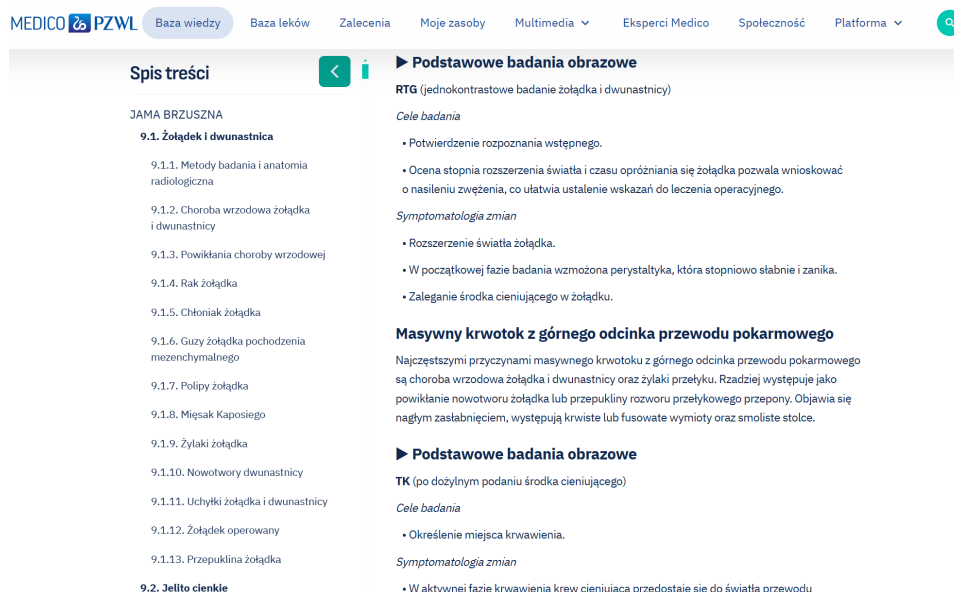 MEDICO PZWL
Baza wiedzy
Baza leków
Zalecenia
Moje zasoby
Multimedia
Eksperci Medico
Społeczność
Platforma
Spis treści
JAMA BRZUSZNA
9.1. Żołądek i dwunastnica
9.1.1. Metody badania i anatomia
radiologiczna
9.1.2. Choroba wrzodowa żołądka
i dwunastnicy
9.1.3. Powikłania choroby wrzodowej
9.1.4. Rak żołądka
9.1.5. Chłoniak żołądka
9.1.6. Guzy żołądka pochodzenia
mezenchymalnego
9.1.7. Polipy żołądka
9.1.8. Mięsak Kaposiego
9.1.9. Żylaki żołądka
9.1.10. Nowotwory dwunastnicy
9.1.11. Uchyłki żołądka i dwunastnicy
9.1.12. Żołądek operowany
9.1.13. Przepuklina żołądka
9.2. Jelito cienkie
▶ Podstawowe badania obrazowe
RTG (jednokontrastowe badanie żołądka i dwunastnicy)
Cele badania
• Potwierdzenie rozpoznania wstępnego.
• Ocena stopnia rozszerzenia światła i czasu opróżniania się żołądka pozwala wnioskować
o nasileniu zwężenia, co ułatwia ustalenie wskazań do leczenia operacyjnego.
Symptomatologia zmian
• Rozszerzenie światła żołądka.
• W początkowej fazie badania wzmożona perystaltyka, która stopniowo słabnie i zanika.
• Zaleganie środka cieniującego w żołądku.
Masywny krwotok z górnego odcinka przewodu pokarmowego
Najczęstszymi przyczynami masywnego krwotoku z górnego odcinka przewodu pokarmowego
są choroba wrzodowa żołądka i dwunastnicy oraz żylaki przełyku. Rzadziej występuje jako
powikłanie nowotworu żołądka lub przepukliny rozworu przełykowego przepony. Objawia się
nagłym zasłabnięciem, występują krwiste lub fusowate wymioty oraz smoliste stolce.
▶ Podstawowe badania obrazowe
TK (po dożylnym podaniu środka cieniującego)
Cele badania
• Określenie miejsca krwawienia.
Symptomatologia zmian
• W aktywnej fazie krwawienia krew cieniująca przedostaje się do światła przewodu